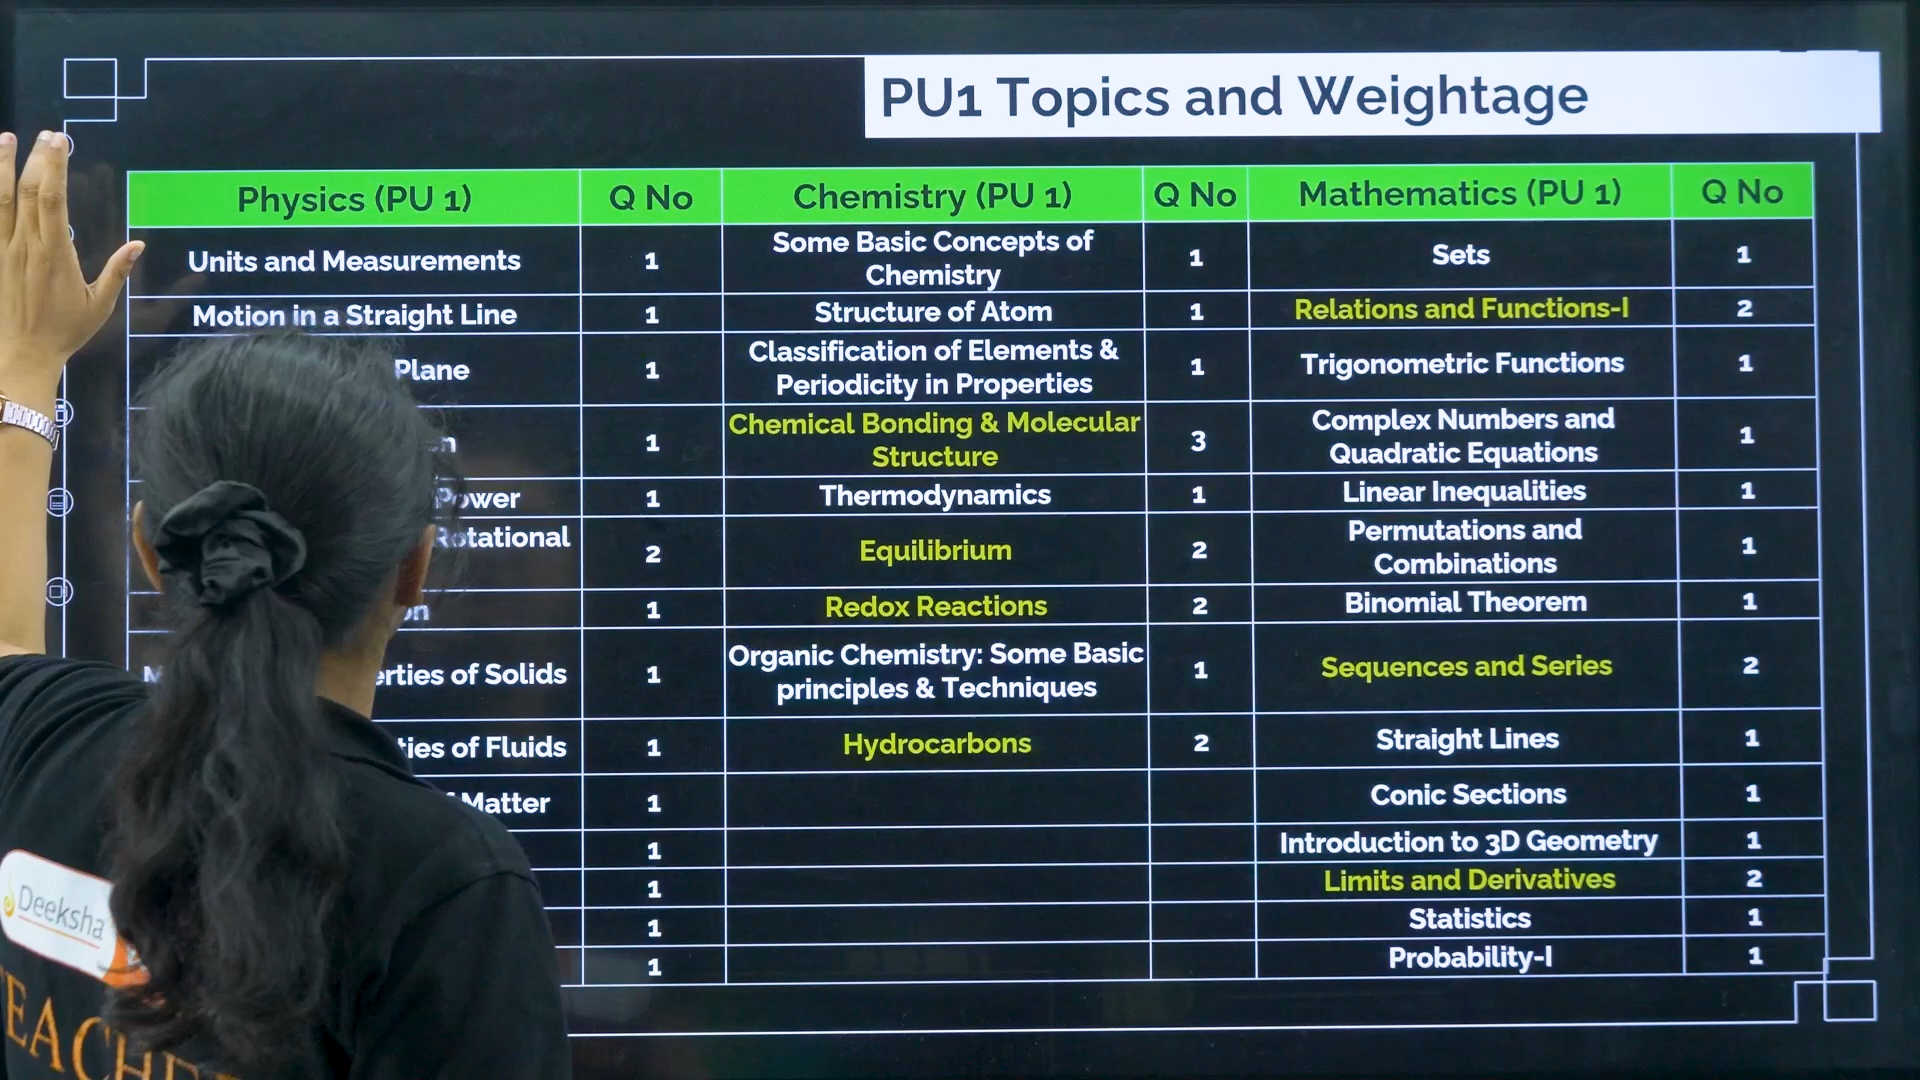 PU1 Topics and Weightage
Physics (PU 1) Q No Chemistry (PU 1) Q No Mathematics (PU 1) Q No
Units and Measurements 1 Some Basic Concepts of Chemistry 1 Sets 1
Motion in a Straight Line 1 Structure of Atom 1 Relations and Functions-I 2
Plane 1 Classification of Elements & Periodicity in Properties 1 Trigonometric Functions 1
1 Chemical Bonding & Molecular Structure 3 Complex Numbers and Quadratic Equations 1
Power 1 Thermodynamics 1 Linear Inequalities 1
Rotational 2 Equilibrium 2 Permutations and Combinations 1
1 Redox Reactions 2 Binomial Theorem 1
of Solids 1 Organic Chemistry: Some Basic principles & Techniques 1 Sequences and Series 2
of Fluids 1 Hydrocarbons 2 Straight Lines 1
Matter 1 Conic Sections 1
1 Introduction to 3D Geometry 1
1 Limits and Derivatives 2
1 Statistics 1
1 Probability-I 1
Deeksha